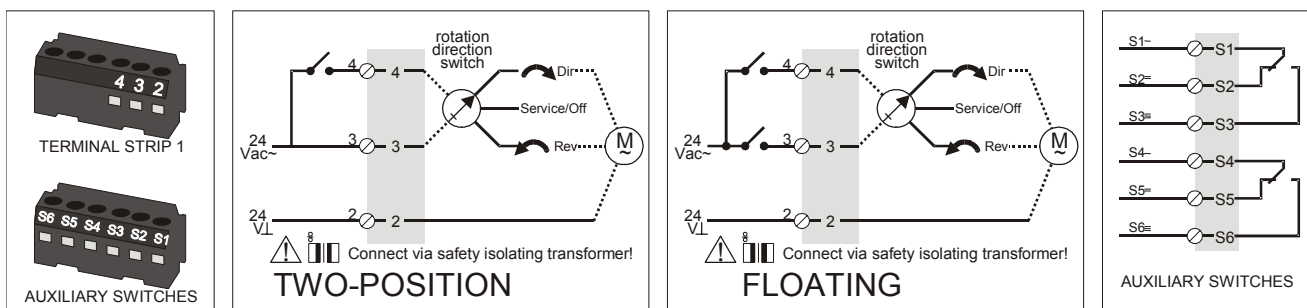 4 3 2
TERMINAL STRIP 1
S6 S5 S4 S3 S2 S1
AUXILIARY SWITCHES
rotation
direction
switch
4 4
Dir
Service/Off
24
Vac~
3 3
Rev
M
~
24
V⊥
2 2
Connect via safety isolating transformer!
TWO-POSITION
rotation
direction
switch
4 4
Dir
Service/Off
24
Vac~
3 3
Rev
M
~
24
V⊥
2 2
Connect via safety isolating transformer!
FLOATING
S1− S1
S2= S2
S3≡ S3
S4− S4
S5= S5
S6≡ S6
AUXILIARY SWITCHES